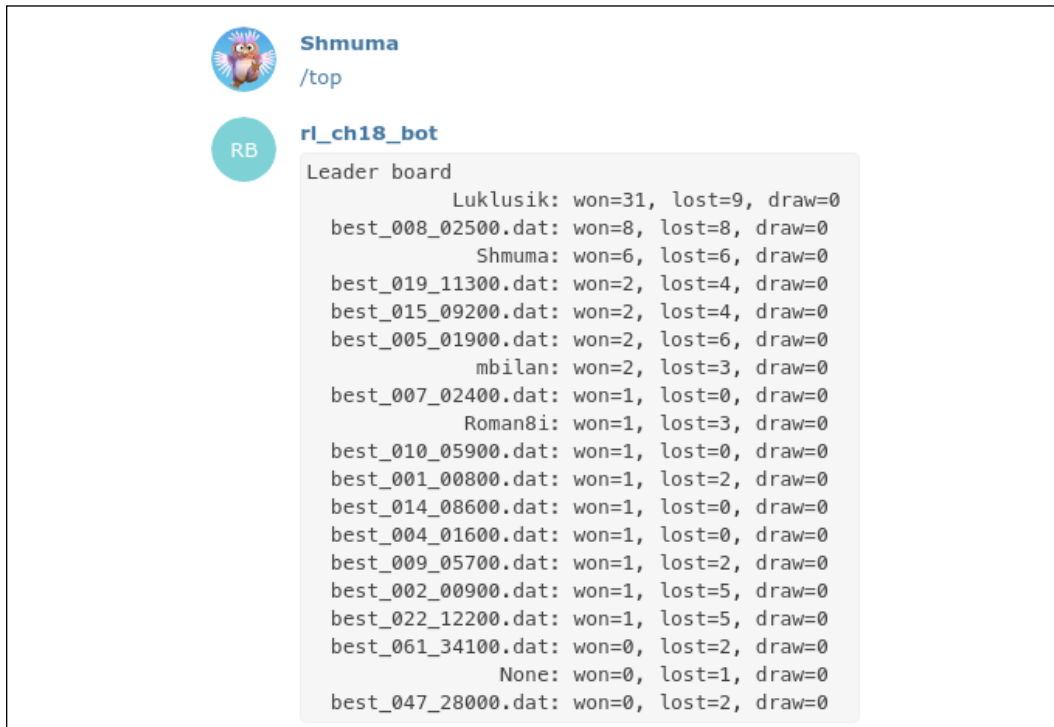 Shmuma
/top
RB
rl_ch18_bot
Leader board
Luklusik: won=31, lost=9, draw=0
best_008_02500.dat: won=8, lost=8, draw=0
Shmuma: won=6, lost=6, draw=0
best_019_11300.dat: won=2, lost=4, draw=0
best_015_09200.dat: won=2, lost=4, draw=0
best_005_01900.dat: won=2, lost=6, draw=0
mbilan: won=2, lost=3, draw=0
best_007_02400.dat: won=1, lost=0, draw=0
Roman8i: won=1, lost=3, draw=0
best_010_05900.dat: won=1, lost=0, draw=0
best_001_00800.dat: won=1, lost=2, draw=0
best_014_08600.dat: won=1, lost=0, draw=0
best_004_01600.dat: won=1, lost=0, draw=0
best_009_05700.dat: won=1, lost=2, draw=0
best_002_00900.dat: won=1, lost=5, draw=0
best_022_12200.dat: won=1, lost=5, draw=0
best_061_34100.dat: won=0, lost=2, draw=0
None: won=0, lost=1, draw=0
best_047_28000.dat: won=0, lost=2, draw=0